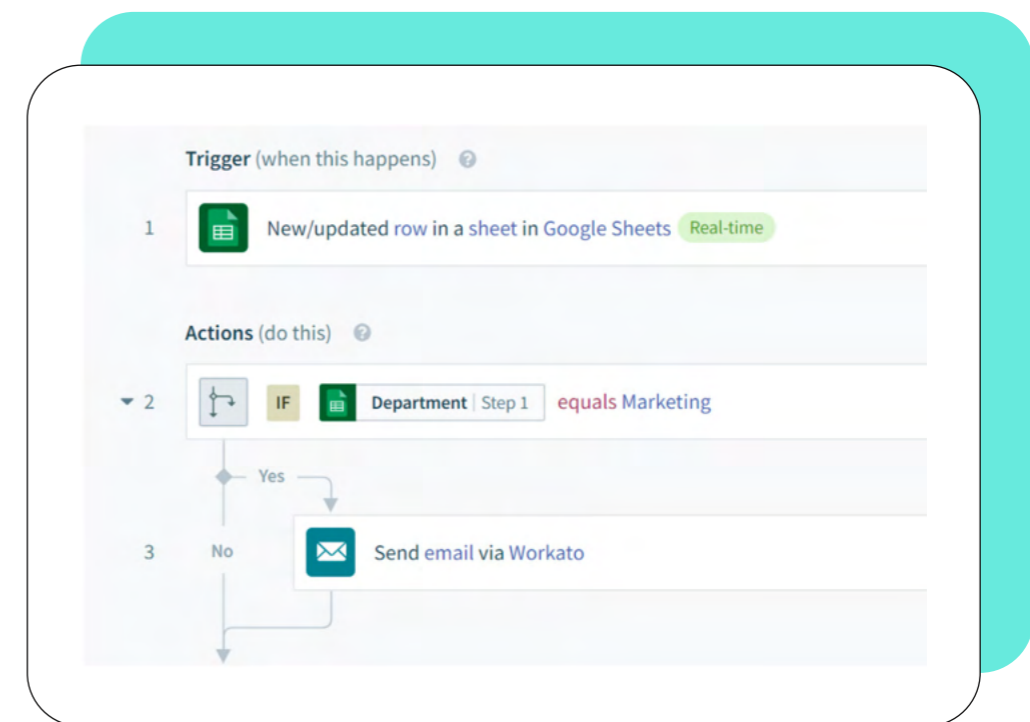 Trigger (when this happens) ?
1 New/updated row in a sheet in Google Sheets Real-time
Actions (do this) ?
2 IF Department | Step 1 equals Marketing
Yes
3 No Send email via Workato